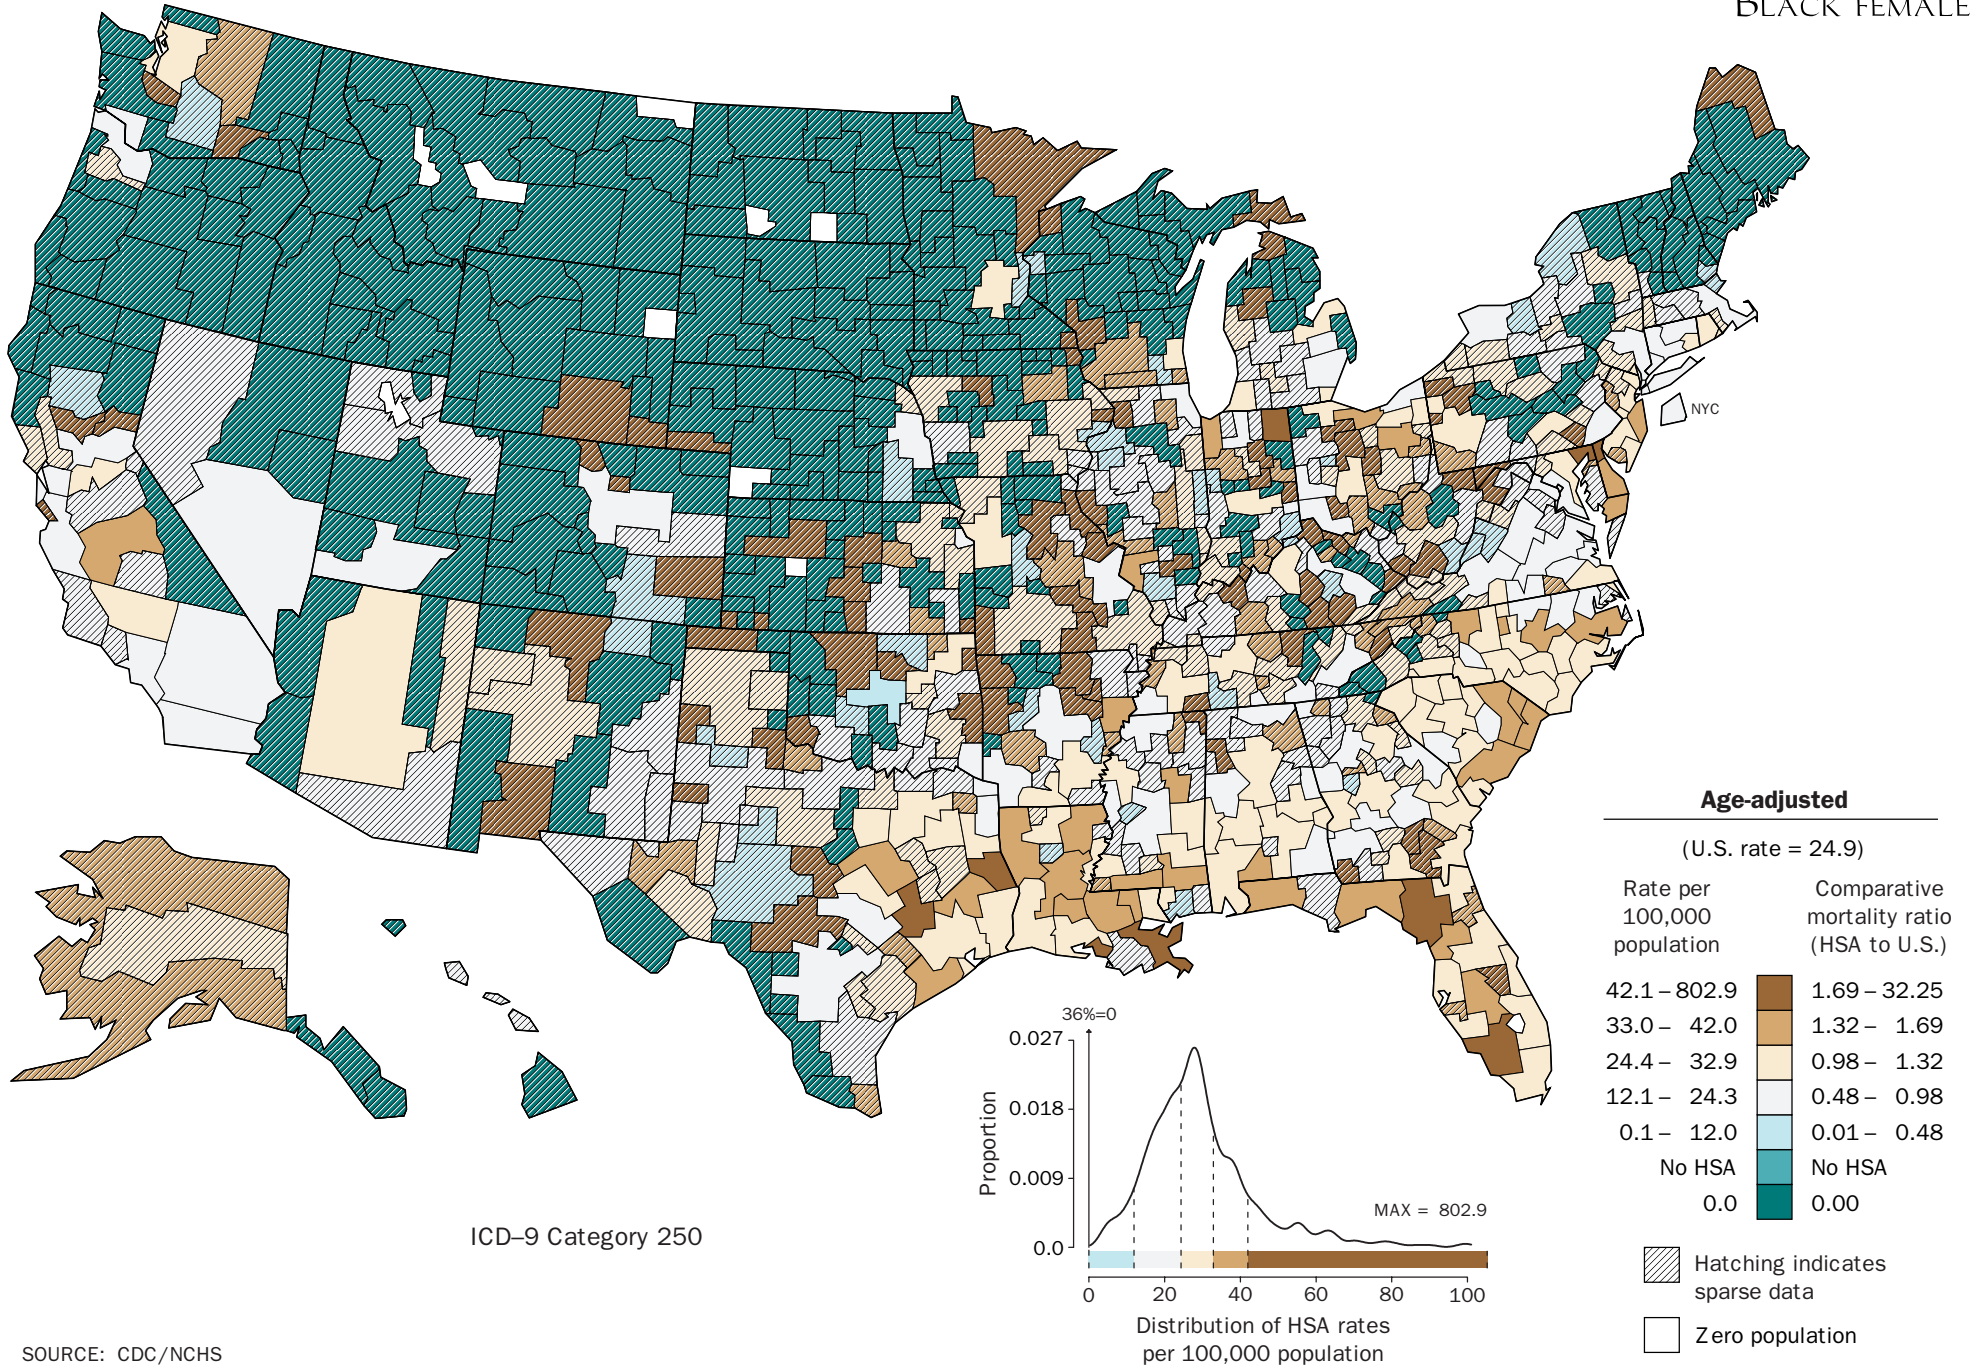 BLACK FEMALE
NYC
Age-adjusted
(U.S. rate = 24.9)
Rate per
100,000
population
Comparative
mortality ratio
(HSA to U.S.)
42.1 – 802.9 1.69 – 32.25
33.0 – 42.0 1.32 – 1.69
24.4 – 32.9 0.98 – 1.32
12.1 – 24.3 0.48 – 0.98
0.1 – 12.0 0.01 – 0.48
No HSA No HSA
0.0 0.00
Hatching indicates
sparse data
Zero population
36%=0
0.027
0.018
0.009
0.0
Proportion
MAX = 802.9
0 20 40 60 80 100
Distribution of HSA rates
per 100,000 population
ICD–9 Category 250
SOURCE: CDC/NCHS